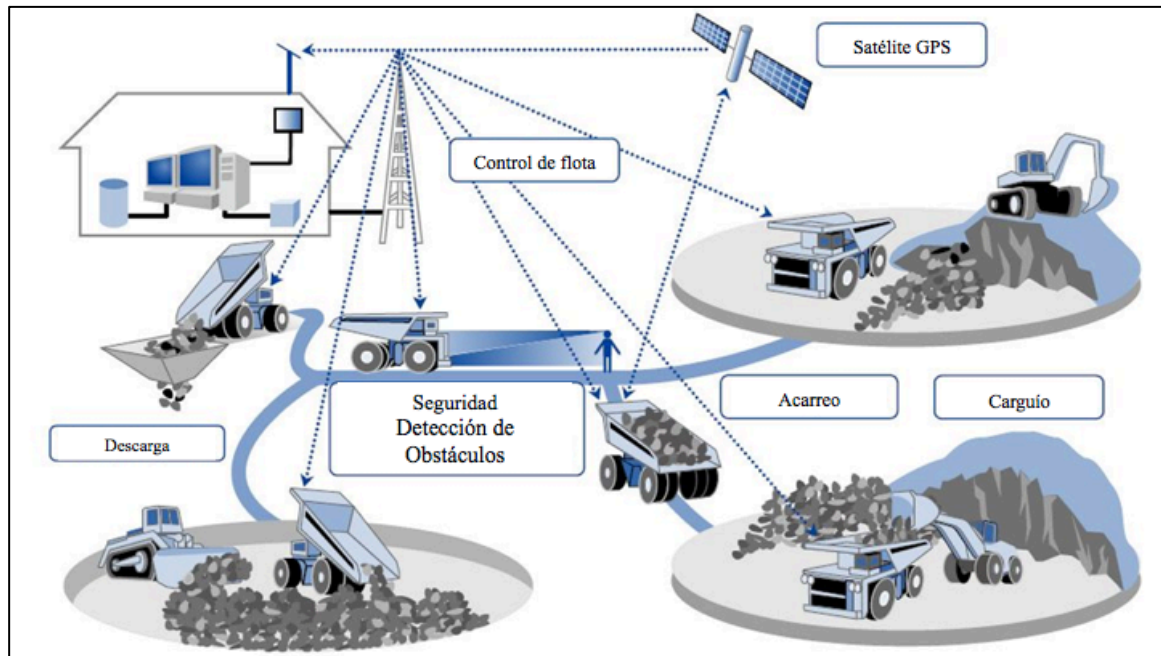 Satélite GPS
Control de flota
Seguridad
Detección de
Obstáculos
Acarreo
Carguío
Descarga